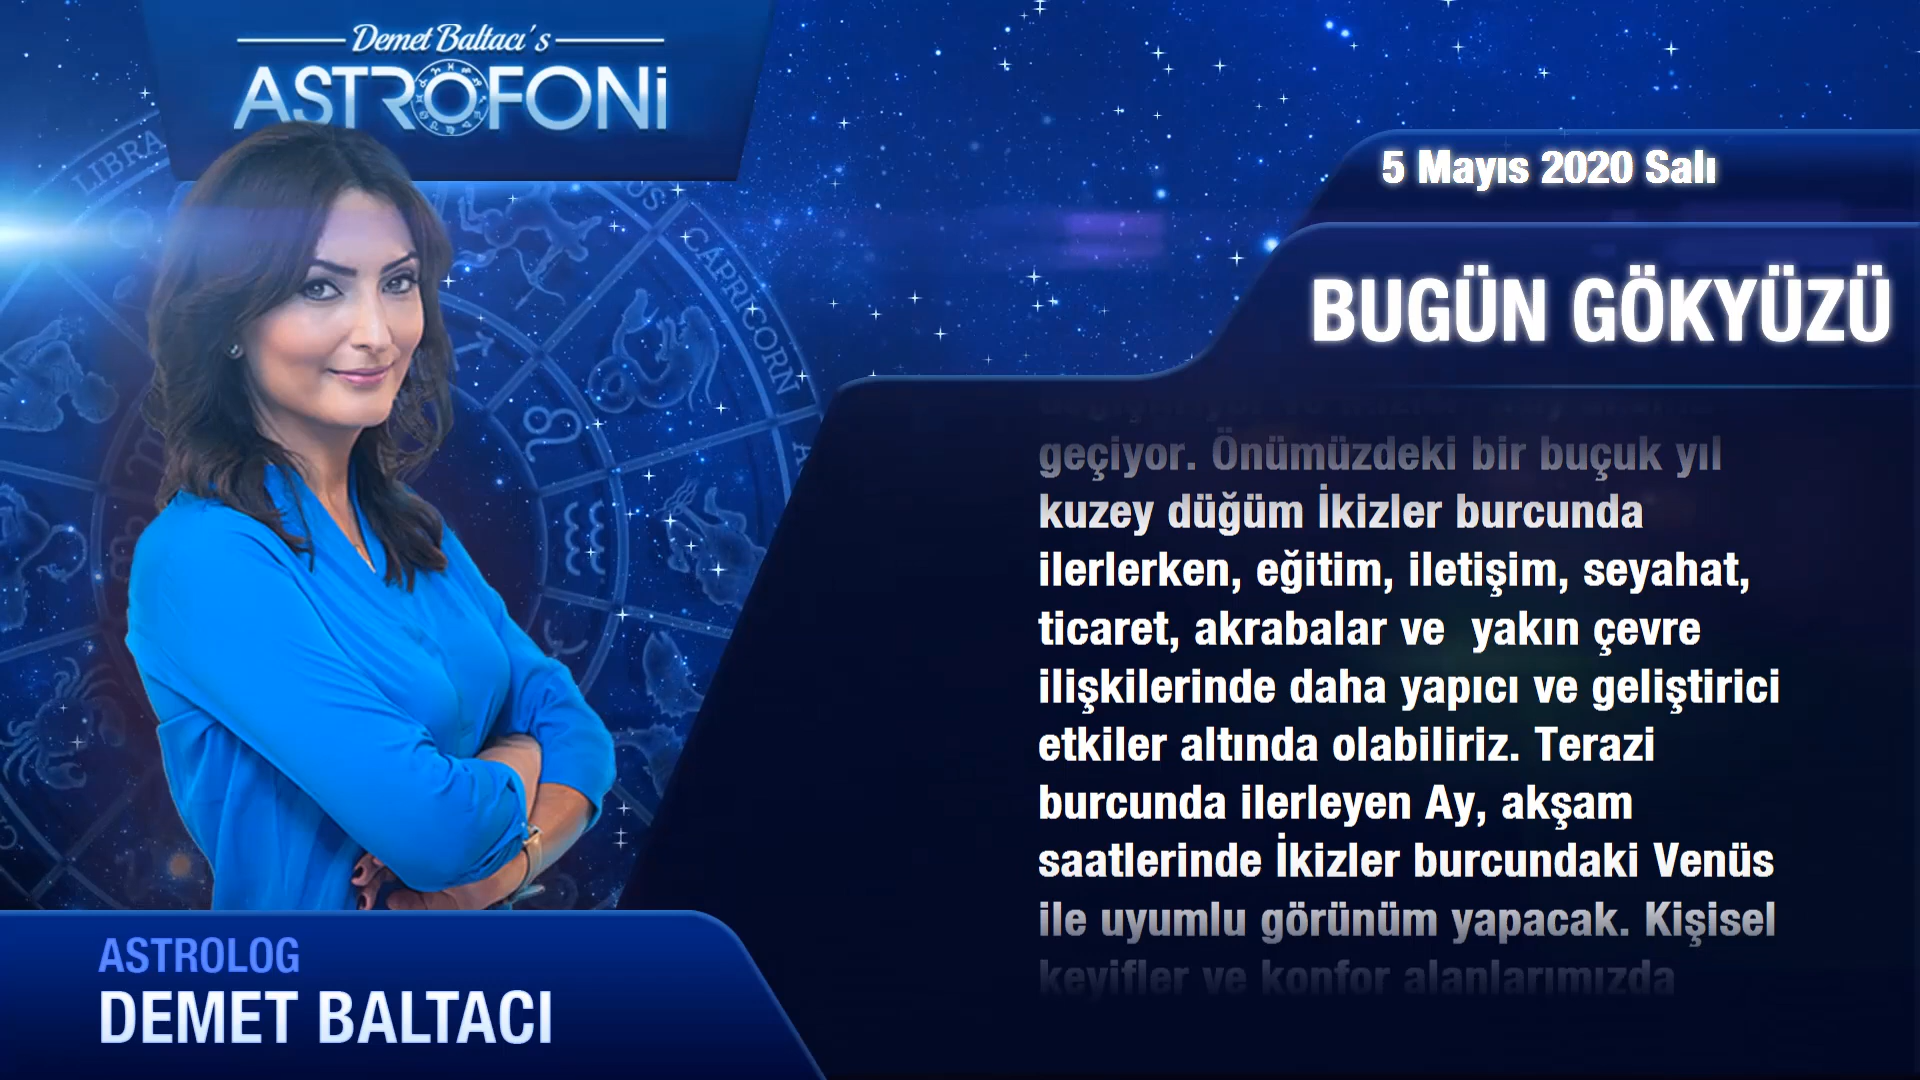 Demet Baltacı's
ASTROFONi
LIBRA
CAPRICORN
5 Mayıs 2020 Salı
BUGÜN GÖKYÜZÜ
geçiyor. Önümüzdeki bir buçuk yıl
kuzey düğüm İkizler burcunda
ilerlerken, eğitim, iletişim, seyahat,
ticaret, akrabalar ve  yakın çevre
ilişkilerinde daha yapıcı ve geliştirici
etkiler altında olabiliriz. Terazi
burcunda ilerleyen Ay, akşam
saatlerinde İkizler burcundaki Venüs
ile uyumlu görünüm yapacak. Kişisel
keyifler ve konfor alanlarımızda
ASTROLOG
DEMET BALTACI